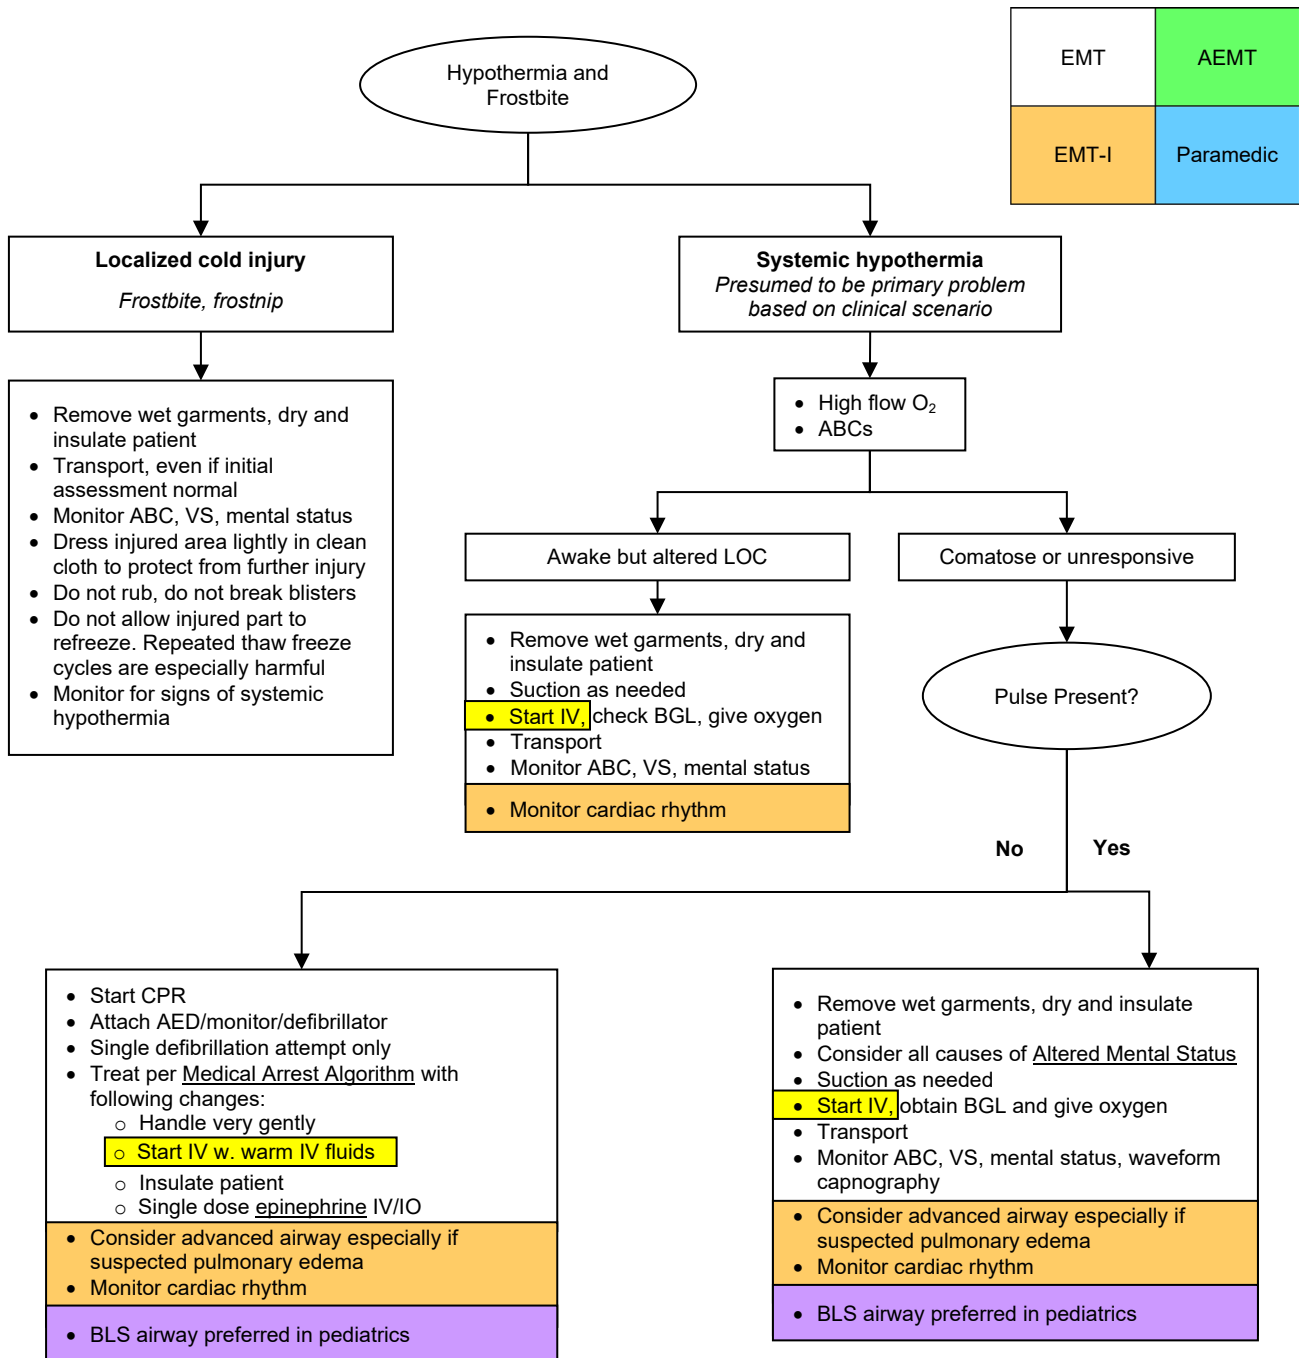 Hypothermia and
Frostbite
EMT
AEMT
EMT-I
Paramedic
Localized cold injury
Frostbite, frostnip
Systemic hypothermia
Presumed to be primary problem
based on clinical scenario
• Remove wet garments, dry and
insulate patient
• Transport, even if initial
assessment normal
• Monitor ABC, VS, mental status
• Dress injured area lightly in clean
cloth to protect from further injury
• Do not rub, do not break blisters
• Do not allow injured part to
refreeze. Repeated thaw freeze
cycles are especially harmful
• Monitor for signs of systemic
hypothermia
• High flow O₂
• ABCs
Awake but altered LOC
Comatose or unresponsive
• Remove wet garments, dry and
insulate patient
• Suction as needed
• Start IV, check BGL, give oxygen
• Transport
• Monitor ABC, VS, mental status
• Monitor cardiac rhythm
Pulse Present?
No
Yes
• Start CPR
• Attach AED/monitor/defibrillator
• Single defibrillation attempt only
• Treat per Medical Arrest Algorithm with
following changes:
o Handle very gently
o Start IV w. warm IV fluids
o Insulate patient
o Single dose epinephrine IV/IO
• Consider advanced airway especially if
suspected pulmonary edema
• Monitor cardiac rhythm
• BLS airway preferred in pediatrics
• Remove wet garments, dry and insulate
patient
• Consider all causes of Altered Mental Status
• Suction as needed
• Start IV, obtain BGL and give oxygen
• Transport
• Monitor ABC, VS, mental status, waveform
capnography
• Consider advanced airway especially if
suspected pulmonary edema
• Monitor cardiac rhythm
• BLS airway preferred in pediatrics